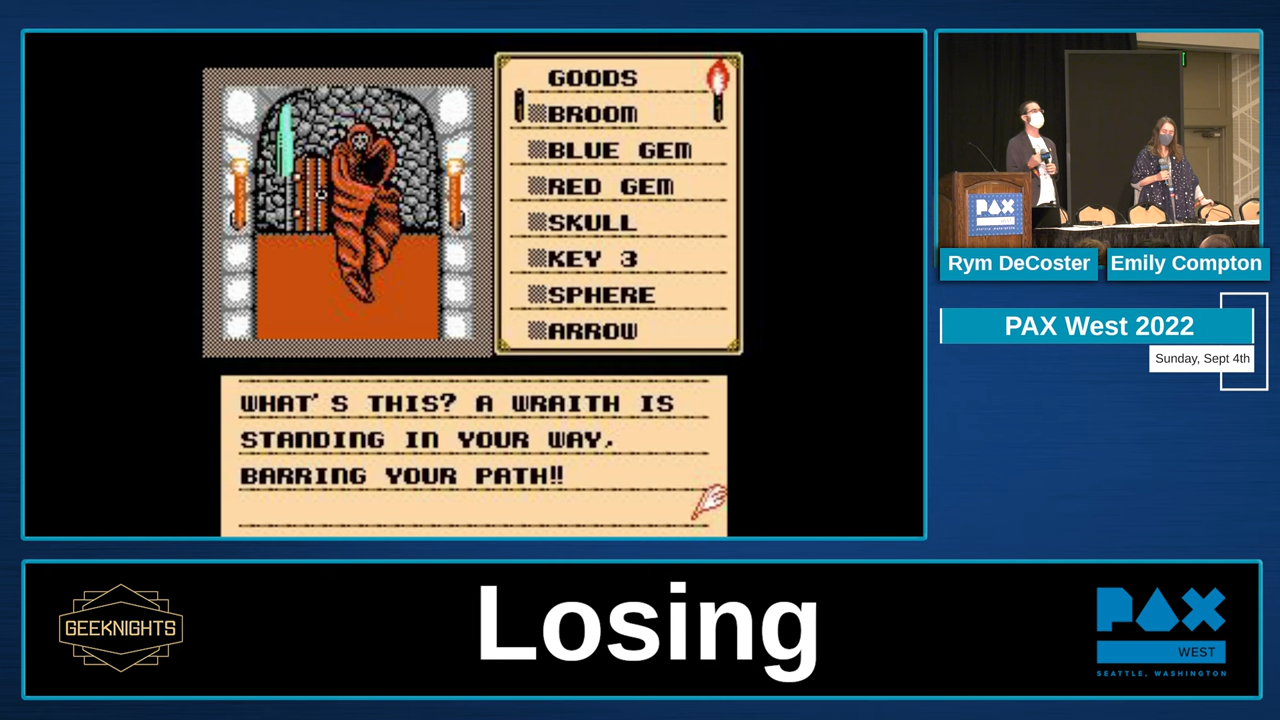 GOODS
BROOM
BLUE GEM
RED GEM
SKULL
KEY 3
SPHERE
ARROW
WHAT'S THIS? A WRAITH IS
STANDING IN YOUR WAY,
BARRING YOUR PATH!!
PAX
Rym DeCoster
Emily Compton
PAX West 2022
Sunday, Sept 4th
GEEKNIGHTS
Losing
PAX
WEST
SEATTLE, WASHINGTON